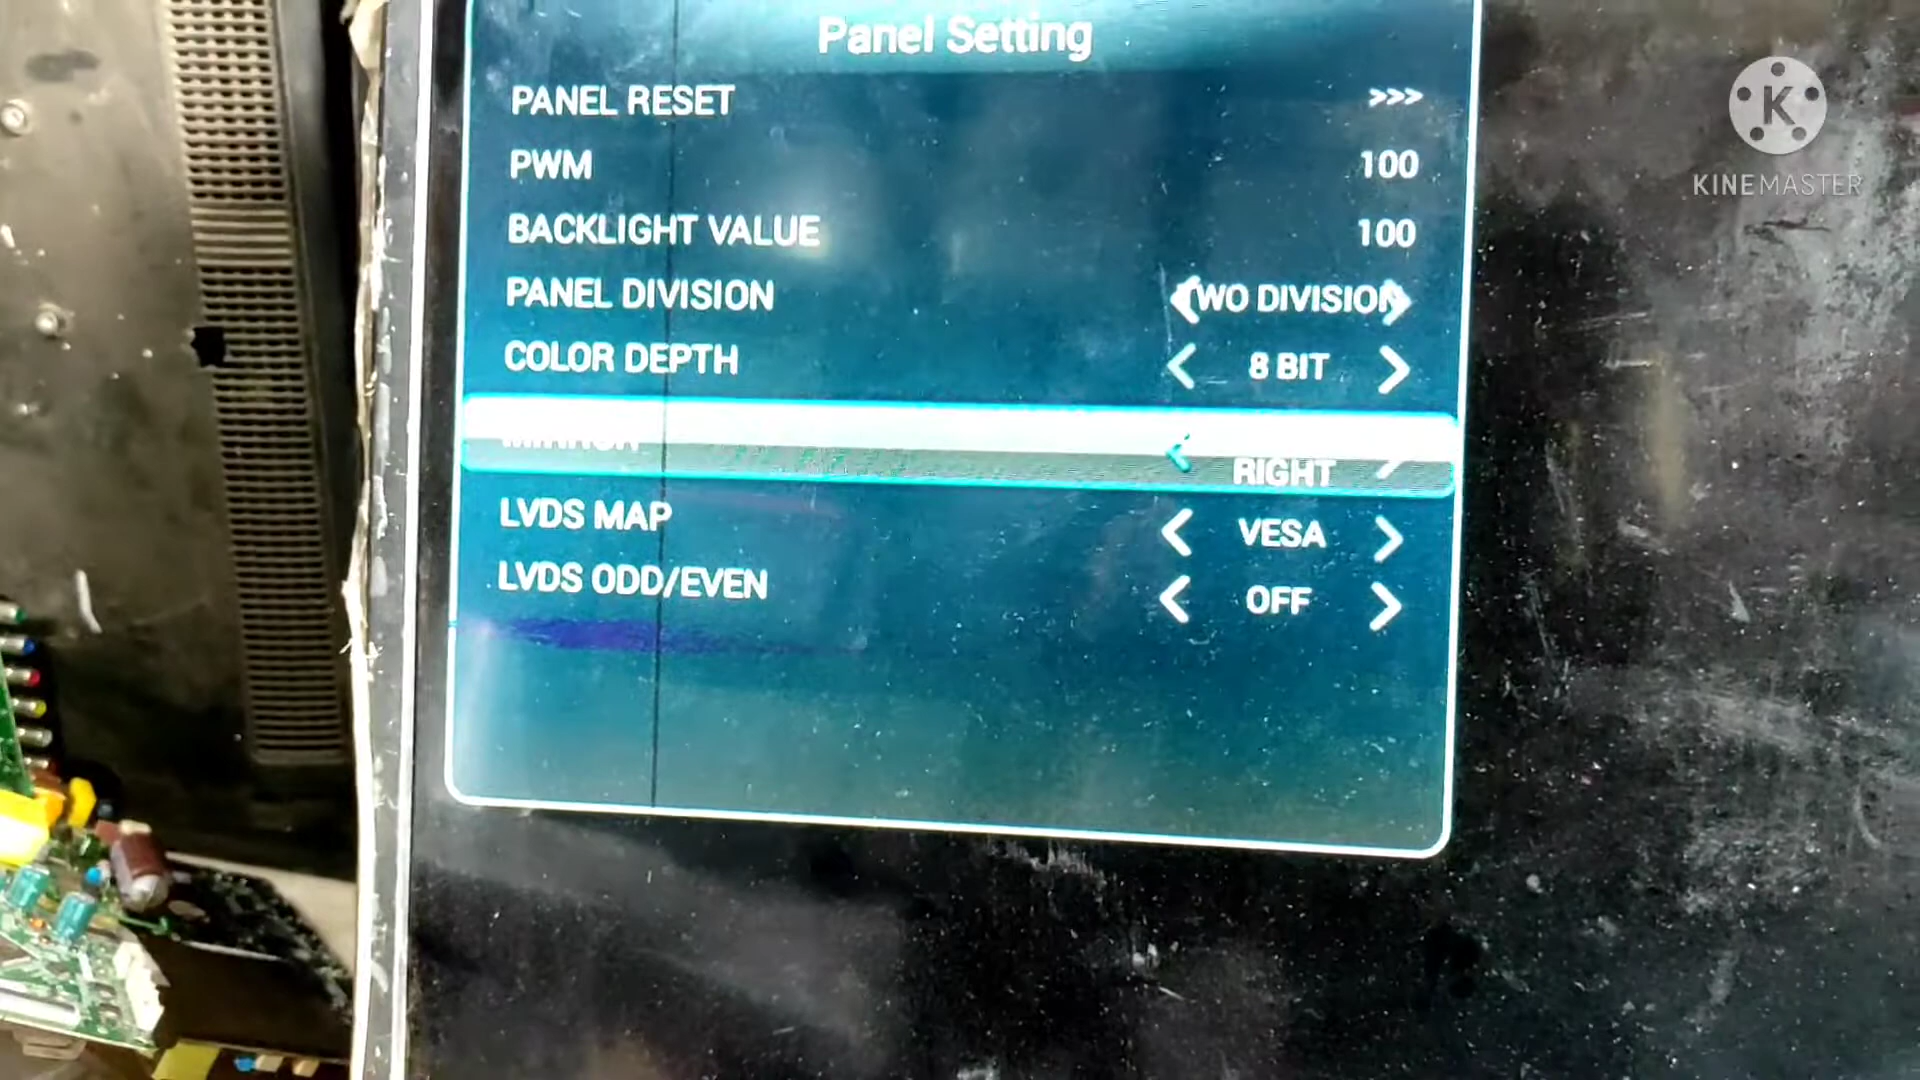 Panel Setting
PANEL RESET >>>
PWM 100
BACKLIGHT VALUE 100
PANEL DIVISION WO DIVISION
COLOR DEPTH < 8 BIT >
< RIGHT >
LVDS MAP < VESA >
LVDS ODD/EVEN < OFF >
K
KINEMASTER